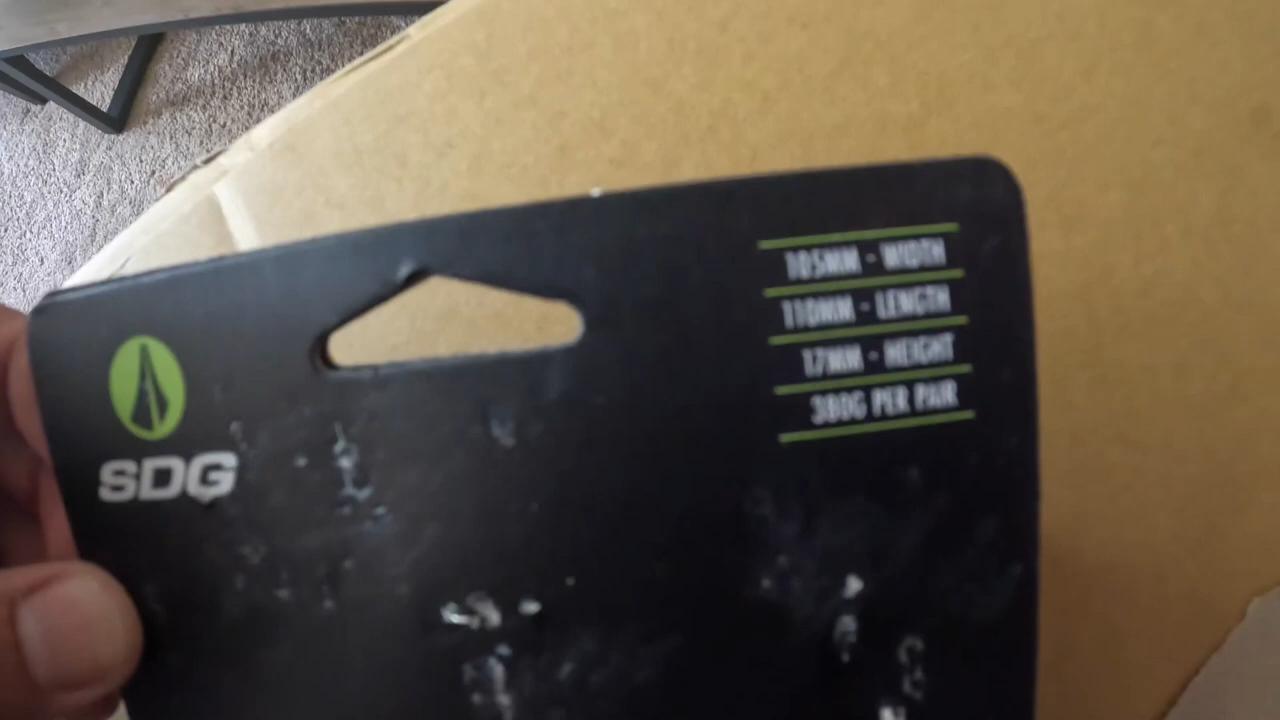 SDG
105MM - WIDTH
110MM - LENGTH
17MM - HEIGHT
380G PER PAIR